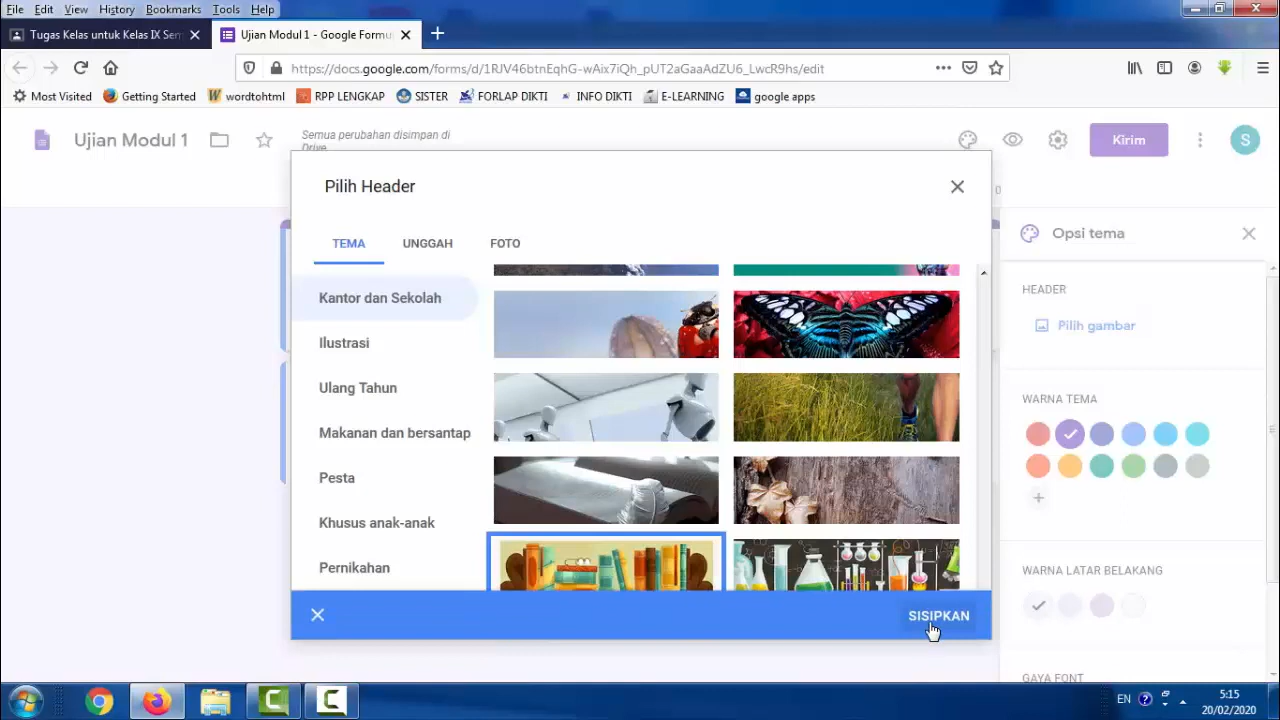 File Edit View History Bookmarks Tools Help
Tugas Kelas untuk Kelas IX Sem
Ujian Modul 1 - Google Formu
https://docs.google.com/forms/d/1RJV46btnEqhG-wAix7iQh_pUT2aGaaAdZU6_LwcR9hs/edit
Most Visited Getting Started wordtohtml RPP LENGKAP SISTER FORLAP DIKTI INFO DIKTI E-LEARNING google apps
Ujian Modul 1
Semua perubahan disimpan di
Drive
Kirim
S
Pilih Header
TEMA UNGGAH FOTO
Kantor dan Sekolah
Ilustrasi
Ulang Tahun
Makanan dan bersantap
Pesta
Khusus anak-anak
Pernikahan
SISIPKAN
Opsi tema
HEADER
Pilih gambar
WARNA TEMA
WARNA LATAR BELAKANG
GAYA FONT
EN
5:15
20/02/2020